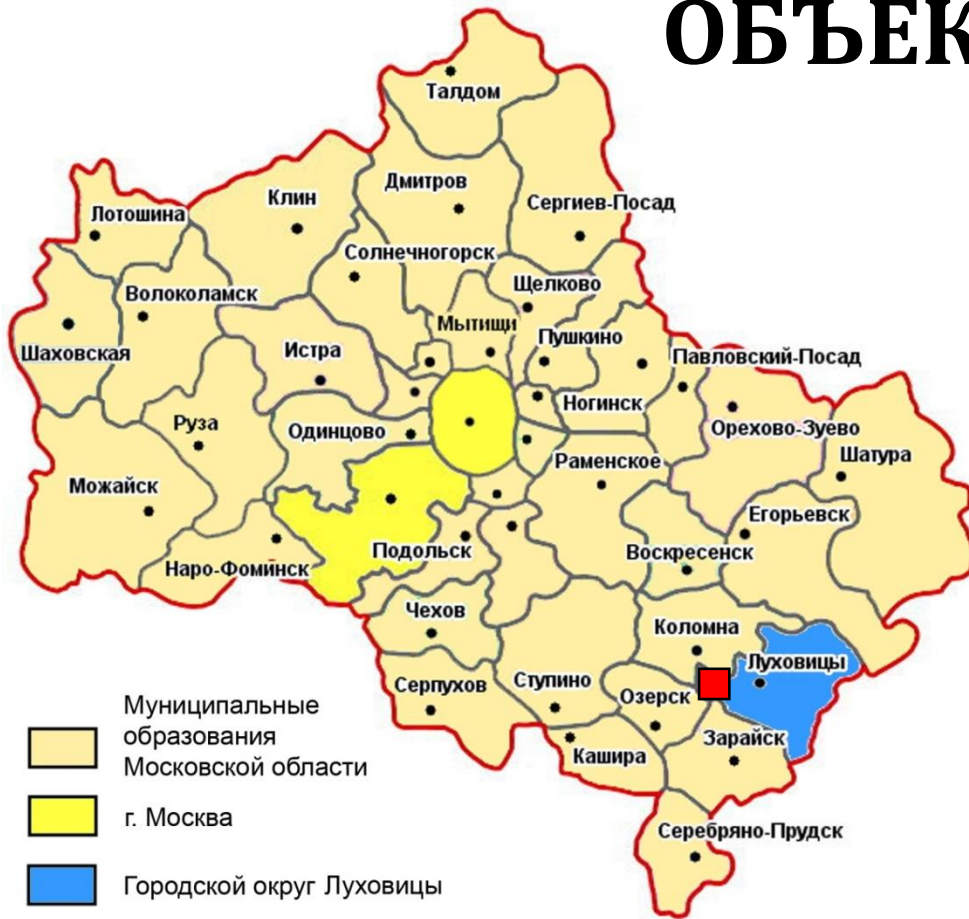 ОБЪЕК
Талдом
Дмитров
Клин
Сергиев-Посад
Лотошина
Солнечногорск
Щелково
Волоколамск
Мытищи
Пушкино
Шаховская
Истра
Павловский-Посад
Ногинск
Руза
Одинцово
Орехово-Зуево
Шатура
Раменское
Можайск
Егорьевск
Подольск
Воскресенск
Наро-Фоминск
Чехов
Коломна
Луховицы
Серпухов
Ступино
Озерск
Зарайск
Кашира
Серебряно-Прудск
Муниципальные
образования
Московской области
г. Москва
Городской округ Луховицы